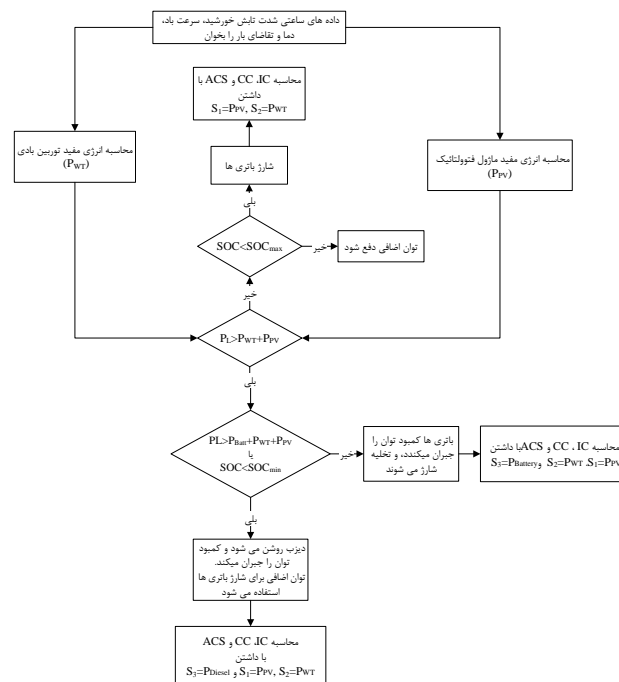 داده های ساعتی شدت تابش خورشید، سرعت باد،
دما و تقاضای بار را بخوان
محاسبه CC ،IC و ACS با
داشتن
S1=PPV, S2=PWT
محاسبه انرژی مفید توربین بادی
(PWT)
شارژ باتری ها
محاسبه انرژی مفید ماژول فتوولتائیک
(PPV)
بلی
SOC<SOCmax
خیر
توان اضافی دفع شود
خیر
PL>PWT+PPV
بلی
PL>PBatt+PWT+PPV
یا
SOC<SOCmin
خیر
باتری ها کمبود توان را
جبران میکندد، و تخلیه
شارژ می شوند
محاسبه CC ، IC و ACSبا داشتن
S3=PBattery و S2=PWT ،S1=PPV
بلی
دیزب روشن می شود و کمبود
توان را جبران میکند.
توان اضافی برای شارژ باتری ها
استفاده می شود
محاسبه CC ،IC و ACS
با داشتن
S3=PDiesel و S1=PPV, S2=PWT